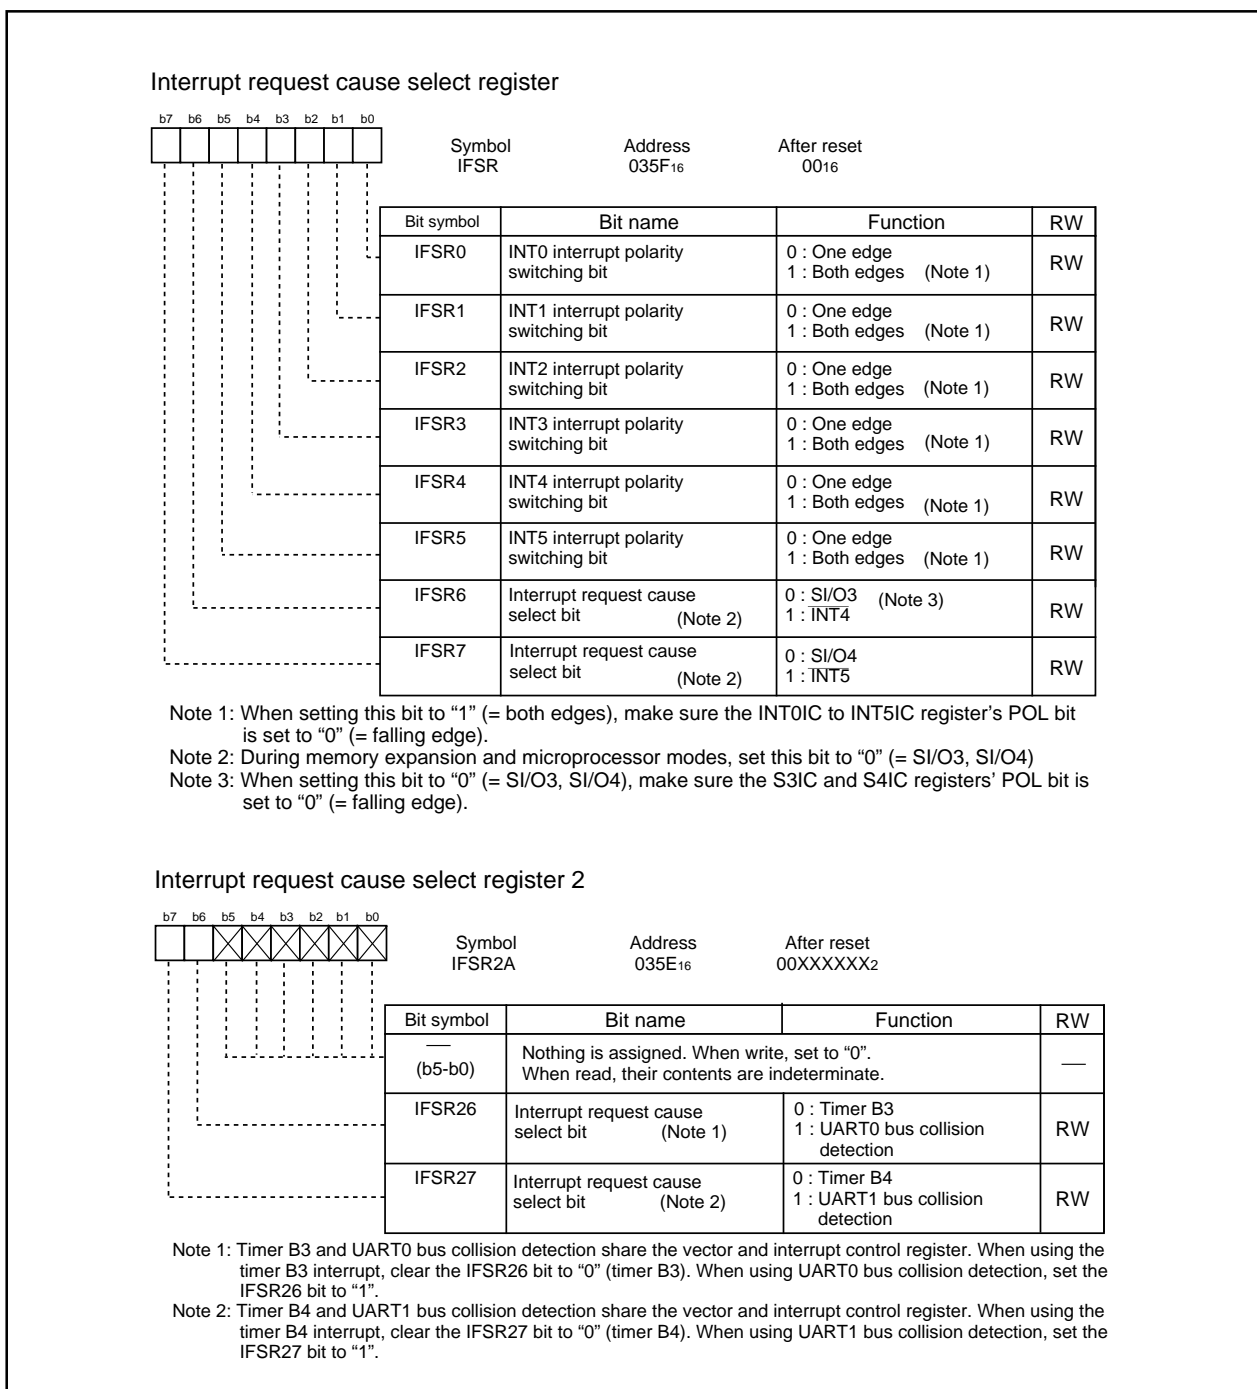 Interrupt request cause select register
b7 b6 b5 b4 b3 b2 b1 b0
Symbol Address After reset
IFSR 035F16 0016
Bit symbol Bit name Function RW
IFSR0 INT0 interrupt polarity switching bit 0 : One edge
1 : Both edges (Note 1) RW
IFSR1 INT1 interrupt polarity switching bit 0 : One edge
1 : Both edges (Note 1) RW
IFSR2 INT2 interrupt polarity switching bit 0 : One edge
1 : Both edges (Note 1) RW
IFSR3 INT3 interrupt polarity switching bit 0 : One edge
1 : Both edges (Note 1) RW
IFSR4 INT4 interrupt polarity switching bit 0 : One edge
1 : Both edges (Note 1) RW
IFSR5 INT5 interrupt polarity switching bit 0 : One edge
1 : Both edges (Note 1) RW
IFSR6 Interrupt request cause select bit (Note 2) 0 : SI/O3 (Note 3)
1 : INT4 RW
IFSR7 Interrupt request cause select bit (Note 2) 0 : SI/O4
1 : INT5 RW
Note 1: When setting this bit to “1” (= both edges), make sure the INT0IC to INT5IC register’s POL bit
is set to “0” (= falling edge).
Note 2: During memory expansion and microprocessor modes, set this bit to “0” (= SI/O3, SI/O4)
Note 3: When setting this bit to “0” (= SI/O3, SI/O4), make sure the S3IC and S4IC registers’ POL bit is
set to “0” (= falling edge).
Interrupt request cause select register 2
b7 b6 b5 b4 b3 b2 b1 b0
Symbol Address After reset
IFSR2A 035E16 00XXXXXX2
Bit symbol Bit name Function RW
—
(b5-b0) Nothing is assigned. When write, set to “0”.
When read, their contents are indeterminate. —
IFSR26 Interrupt request cause select bit (Note 1) 0 : Timer B3
1 : UART0 bus collision
detection RW
IFSR27 Interrupt request cause select bit (Note 2) 0 : Timer B4
1 : UART1 bus collision
detection RW
Note 1: Timer B3 and UART0 bus collision detection share the vector and interrupt control register. When using the
timer B3 interrupt, clear the IFSR26 bit to “0” (timer B3). When using UART0 bus collision detection, set the
IFSR26 bit to “1”.
Note 2: Timer B4 and UART1 bus collision detection share the vector and interrupt control register. When using the
timer B4 interrupt, clear the IFSR27 bit to “0” (timer B4). When using UART1 bus collision detection, set the
IFSR27 bit to “1”.